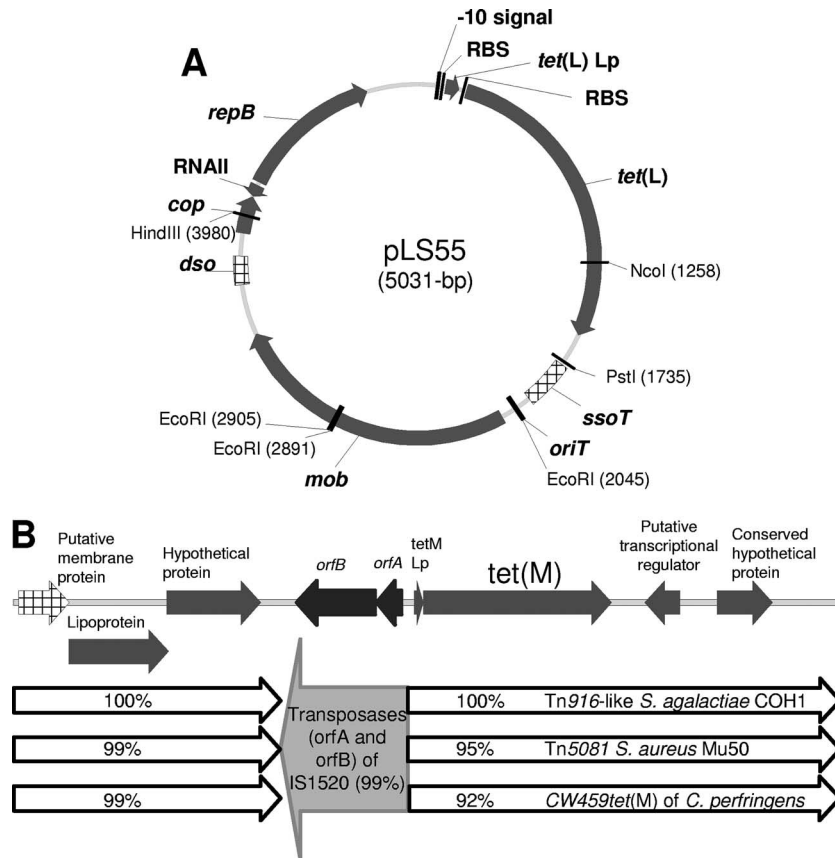 A
-10 signal
RBS
tet(L) Lp
RBS
repB
RNAII
tet(L)
cop
HindIII (3980)
pLS55
(5031-bp)
dso
NcoI (1258)
PstI (1735)
ssoT
EcoRI (2905)
EcoRI (2891)
oriT
mob
EcoRI (2045)
B
Putative
membrane
protein
Hypothetical
protein
orfB
orfA
tetM
Lp
tet(M)
Putative
transcriptional
regulator
Conserved
hypothetical
protein
Lipoprotein
100%
Transposases
(orfA and
orfB) of
IS1520 (99%)
100% Tn916-like S. agalactiae COH1
99%
95% Tn5081 S. aureus Mu50
99%
92% CW459tet(M) of C. perfringens